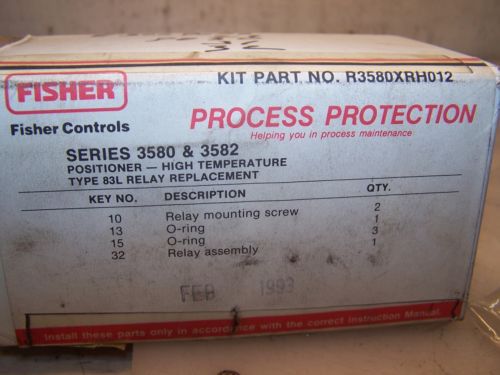 KIT PART NO. R3580XRH012
FISHER
Fisher Controls
PROCESS PROTECTION
Helping you in process maintenance
SERIES 3580 & 3582
POSITIONER — HIGH TEMPERATURE
TYPE 83L RELAY REPLACEMENT
KEY NO. DESCRIPTION QTY.
10 Relay mounting screw 2
13 O-ring 1
15 O-ring 3
32 Relay assembly 1
FEB 1993
Install these parts only in accordance with the correct Instruction Manual.